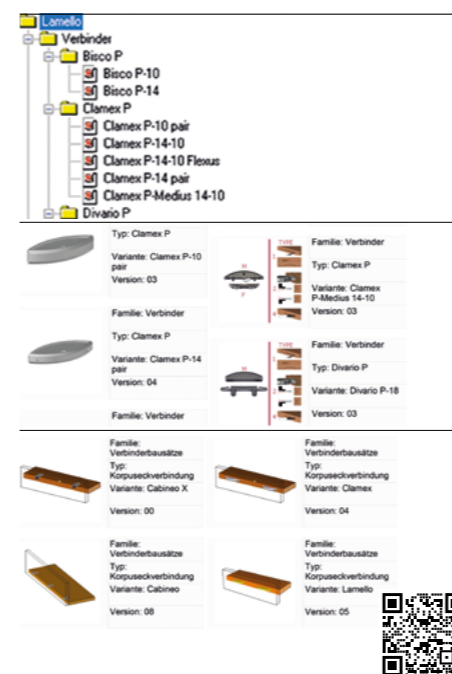 Lamello
Verbinder
Bisco P
Bisco P-10
Bisco P-14
Clamex P
Clamex P-10 pair
Clamex P-14-10
Clamex P-14-10 Flexus
Clamex P-14 pair
Clamex P-Medius 14-10
Divario P
Typ: Clamex P
Variante: Clamex P-10
pair
Version: 03
Familie: Verbinder
Typ: Clamex P
Variante: Clamex P-14
pair
Version: 04
Familie: Verbinder
TYPE
Familie: Verbinder
Typ: Clamex P
Variante: Clamex
P-Medius 14-10
Version: 03
TYPE
Familie: Verbinder
Typ: Divario P
Variante: Divario P-18
Version: 03
Familie:
Verbinderbausätze
Typ:
Korpuseckverbindung
Variante: Cabineo X
Version: 00
Familie:
Verbinderbausätze
Typ:
Korpuseckverbindung
Variante: Clamex
Version: 04
Familie:
Verbinderbausätze
Typ:
Korpuseckverbindung
Variante: Cabineo
Version: 08
Familie:
Verbinderbausätze
Typ:
Korpuseckverbindung
Variante: Lamello
Version: 05